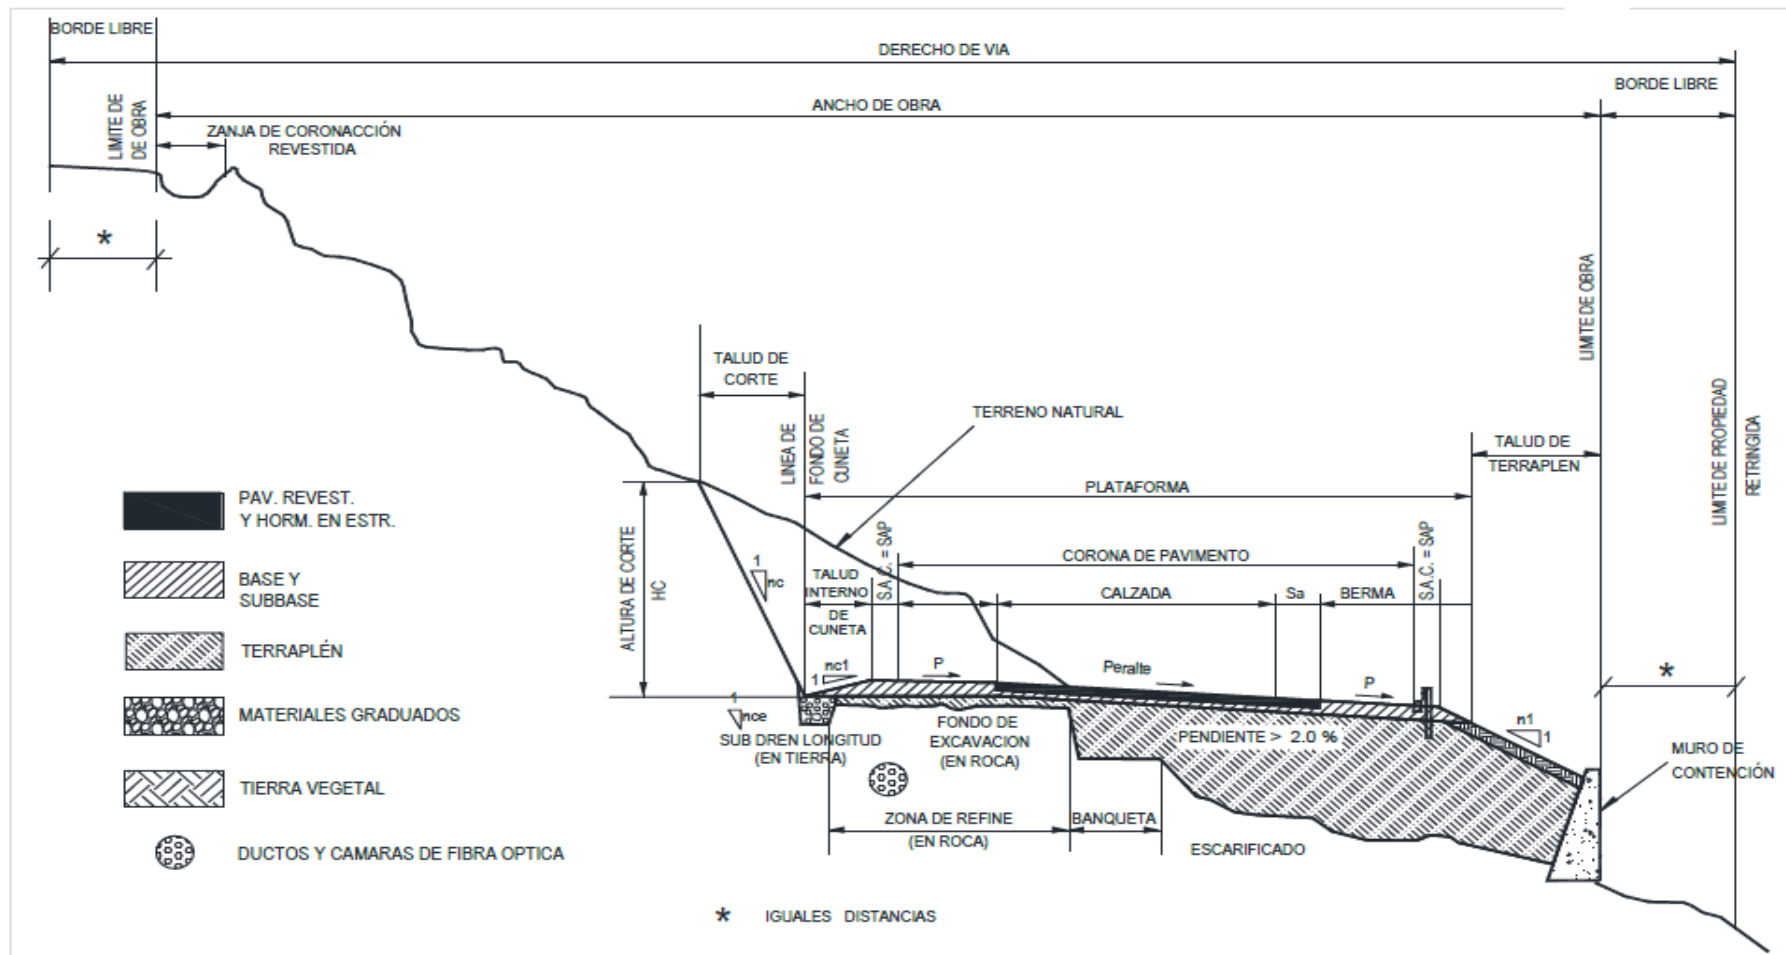 BORDE LIBRE
DERECHO DE VIA
BORDE LIBRE
ANCHO DE OBRA
LIMITE DE
DE OBRA
ZANJA DE CORONACCIÓN
REVESTIDA
*
LIMITE DE OBRA
TALUD DE
CORTE
LIMITE DE PROPIEDAD
RETRINGIDA
LINEA DE
FONDO DE
CUNETA
TERRENO NATURAL
TALUD DE
TERRAPLEN
PLATAFORMA
PAV. REVEST.
Y HORM. EN ESTR.
ALTURA DE CORTE
HC
1
nc
S.A.C. = SAP
CORONA DE PAVIMENTO
S.A.C. = SAP
TALUD
INTERNO
DE
CUNETA
CALZADA
Sa
BERMA
BASE Y
SUBBASE
TERRAPLÉN
nc1
1
P
Peralte
P
*
1
nce
n1
1
MATERIALES GRADUADOS
SUB DREN LONGITUD
(EN TIERRA)
FONDO DE
EXCAVACION
(EN ROCA)
PENDIENTE > 2.0 %
MURO DE
CONTENCIÓN
TIERRA VEGETAL
ZONA DE REFINE
(EN ROCA)
BANQUETA
ESCARIFICADO
DUCTOS Y CAMARAS DE FIBRA OPTICA
* IGUALES DISTANCIAS